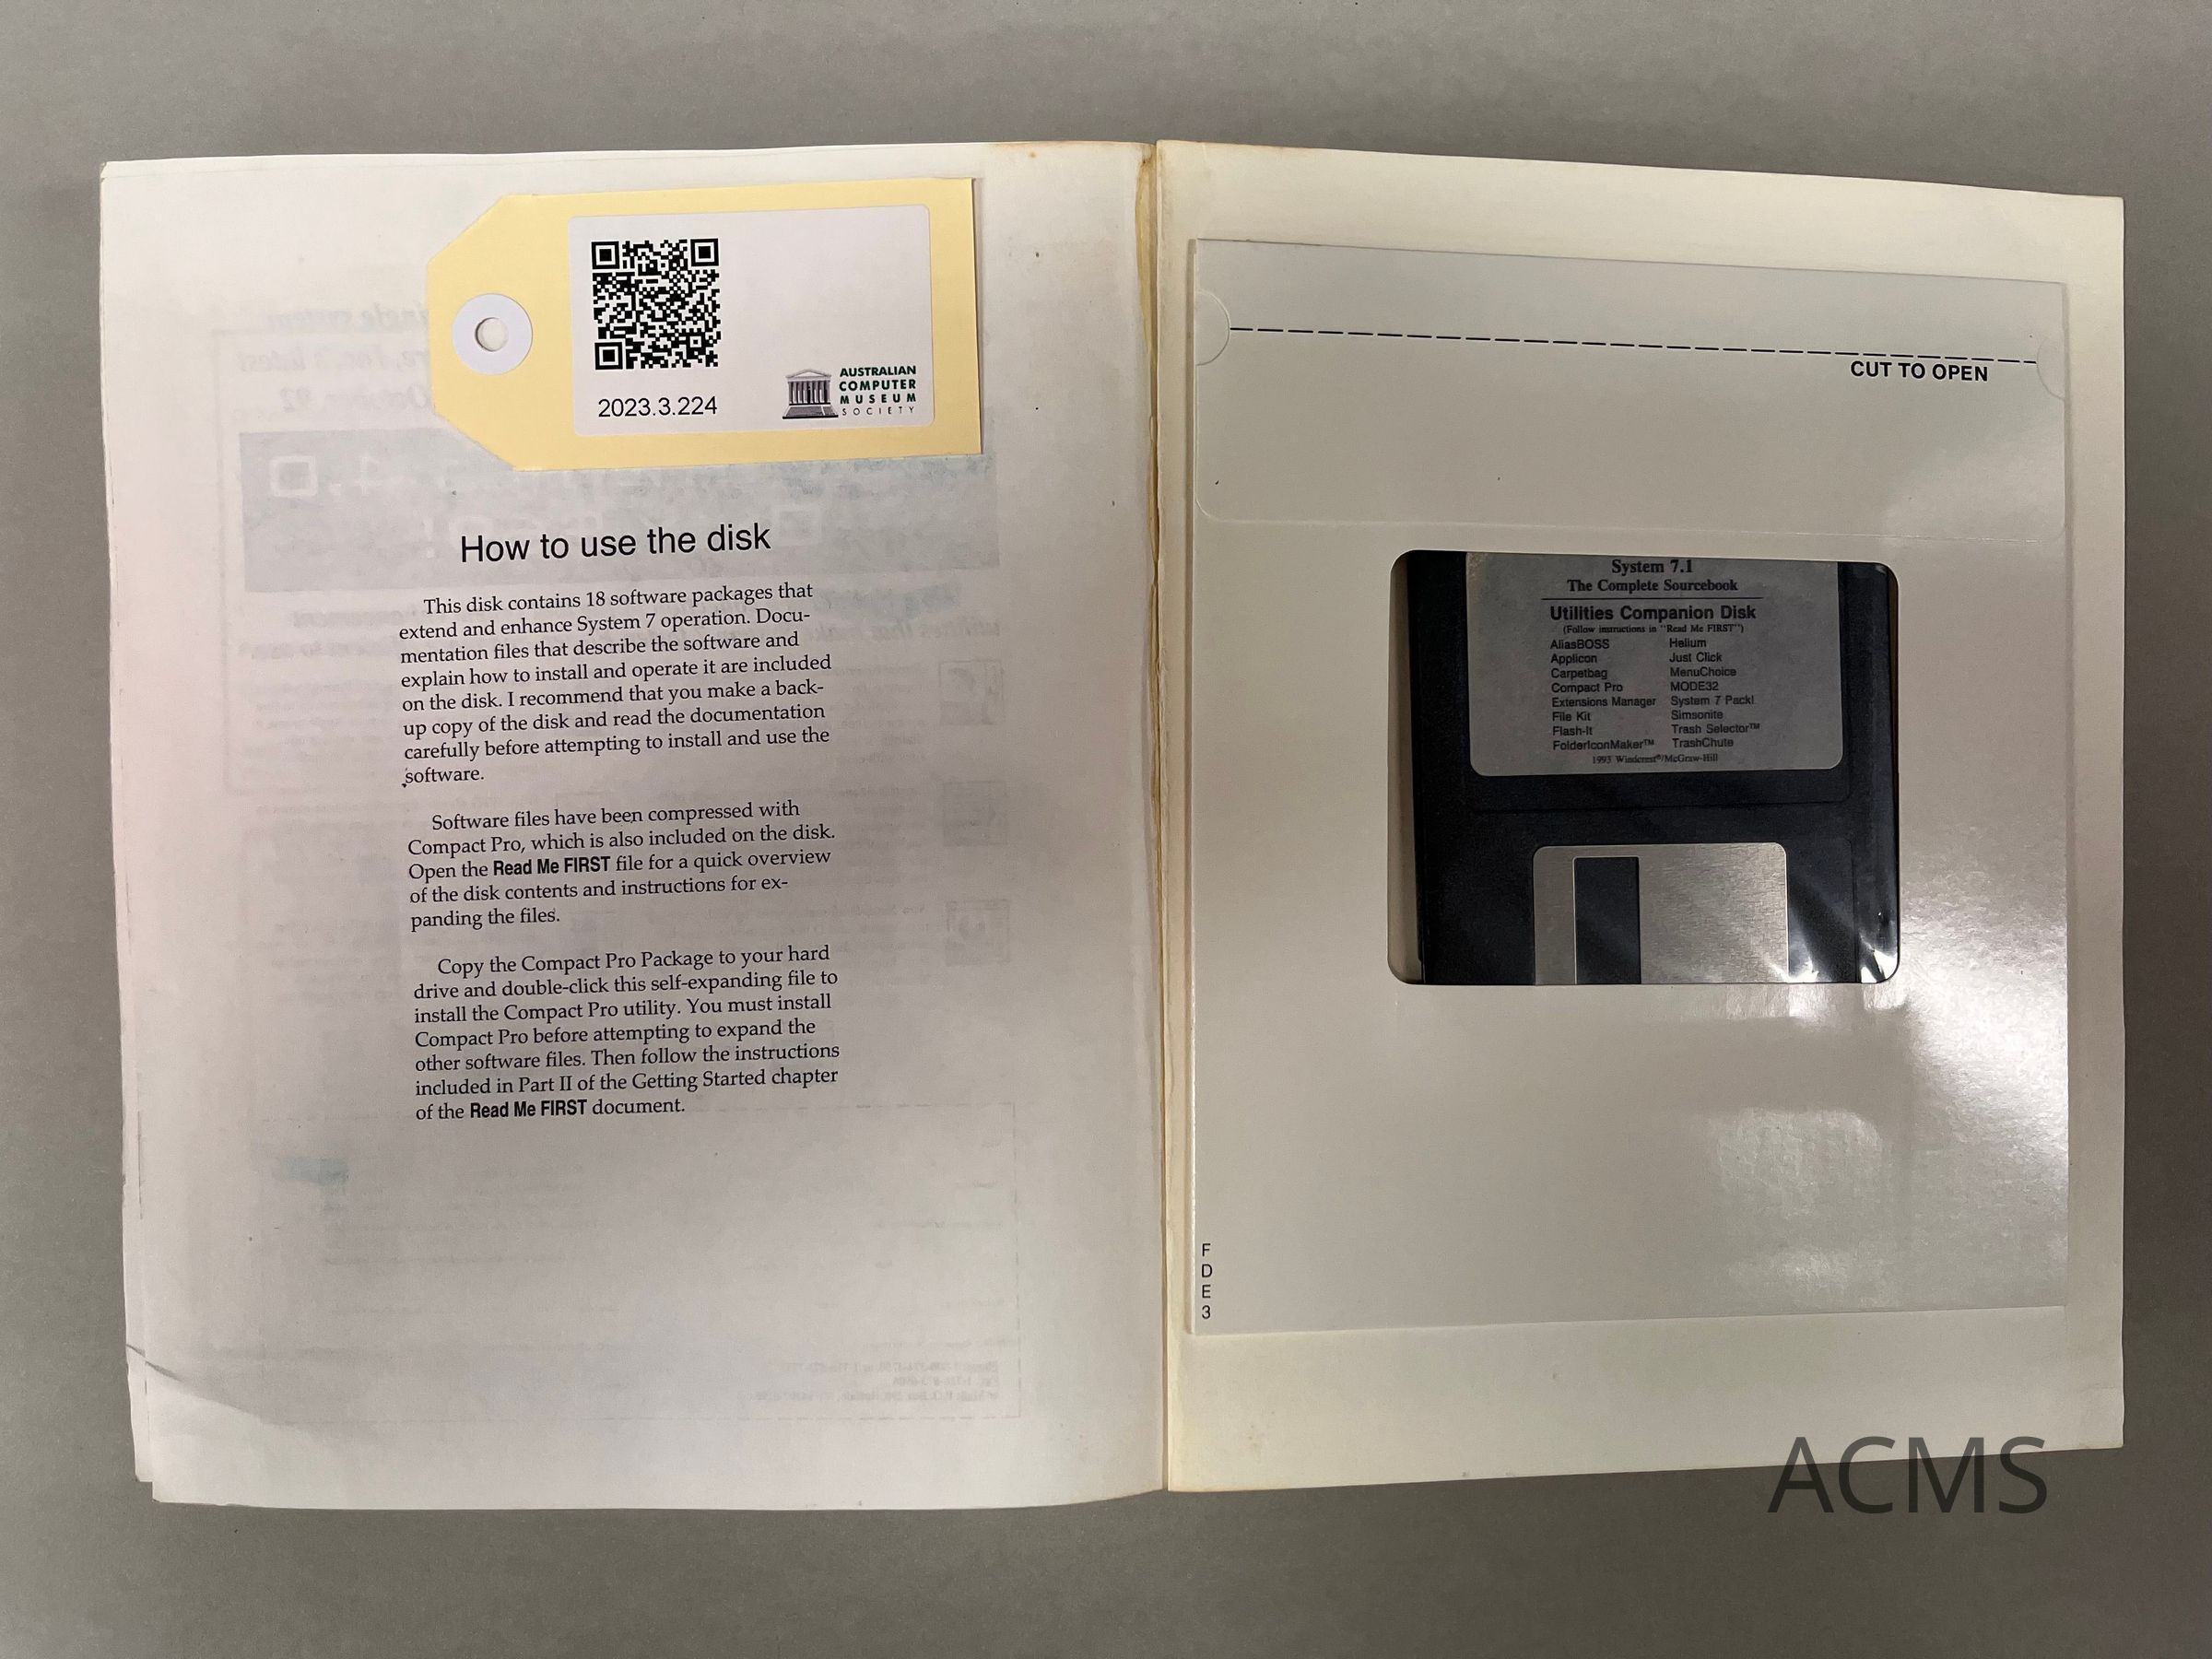 2023.3.224
AUSTRALIAN
COMPUTER
MUSEUM
SOCIETY
How to use the disk
This disk contains 18 software packages that
extend and enhance System 7 operation. Docu-
mentation files that describe the software and
explain how to install and operate it are included
on the disk. I recommend that you make a back-
up copy of the disk and read the documentation
carefully before attempting to install and use the
software.
Software files have been compressed with
Compact Pro, which is also included on the disk.
Open the Read Me FIRST file for a quick overview
of the disk contents and instructions for ex-
panding the files.
Copy the Compact Pro Package to your hard
drive and double-click this self-expanding file to
install the Compact Pro utility. You must install
Compact Pro before attempting to expand the
other software files. Then follow the instructions
included in Part II of the Getting Started chapter
of the Read Me FIRST document.
CUT TO OPEN
System 7.1
The Complete Sourcebook
Utilities Companion Disk
(Follow instructions in "Read Me FIRST")
AliasBOSS Helium
Applicon Just Click
Carpetbag MenuChoice
Compact Pro MODE32
Extensions Manager System 7 Pack!
File Kit Simsonite
Flash-It Trash Selector™
FolderIconMaker™ TrashChute
1993 Windcrest®/McGraw-Hill
F
D
E
3
ACMS